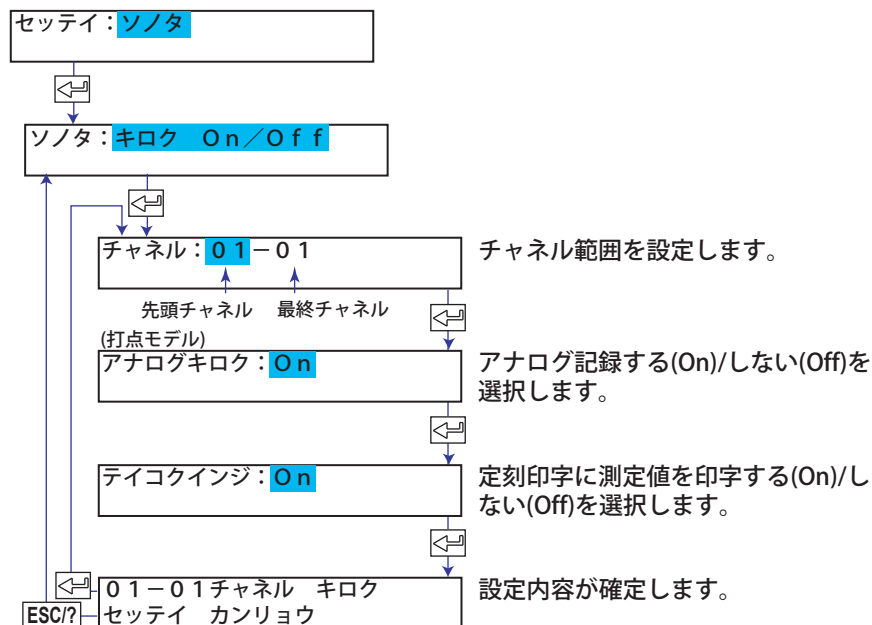 セッテイ：ソノタ
ソノタ：キロク　Ｏｎ／Ｏｆｆ
チャネル：０１－０１
チャネル範囲を設定します。
先頭チャネル　最終チャネル
(打点モデル)
アナログキロク：Ｏｎ
アナログ記録する(On)/しない(Off)を
選択します。
テイコクインジ：Ｏｎ
定刻印字に測定値を印字する(On)/し
ない(Off)を選択します。
０１－０１チャネル　キロク
セッテイ　カンリョウ
設定内容が確定します。
ESC/?